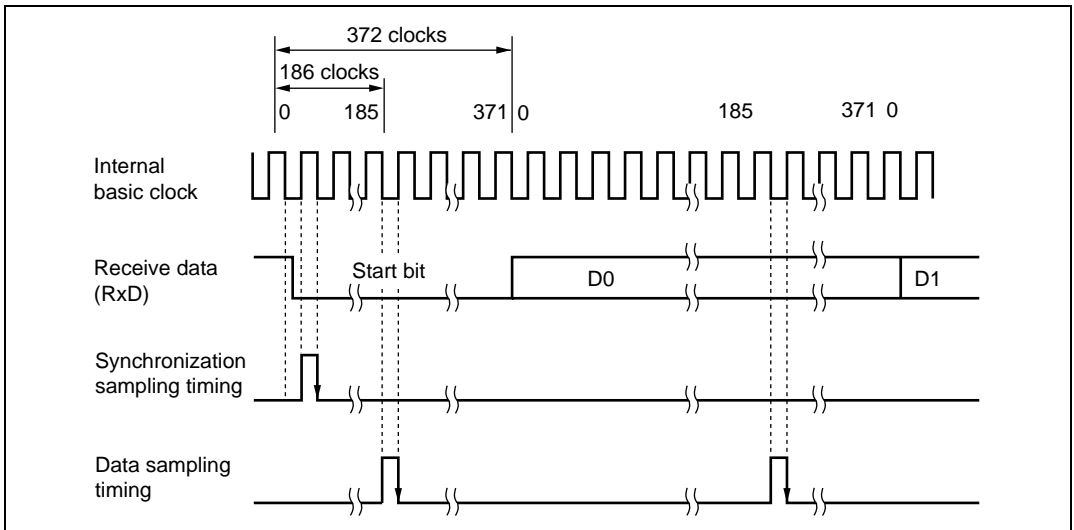 372 clocks
186 clocks
0 185 371 0 185 371 0
Internal
basic clock
Receive data
(RxD)
Start bit D0 D1
Synchronization
sampling timing
Data sampling
timing